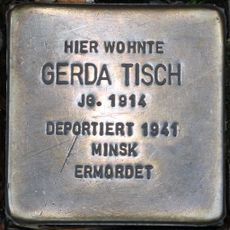 HIER WOHNTE
GERDA TISCH
JG. 1914
DEPORTIERT 1941
MINSK
ERMORDET